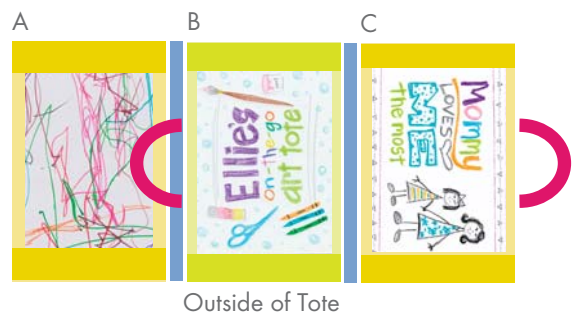 A
B
C
Ellie's
on-the-go
art tote
Mommy
LOVES
ME
the most
Outside of Tote